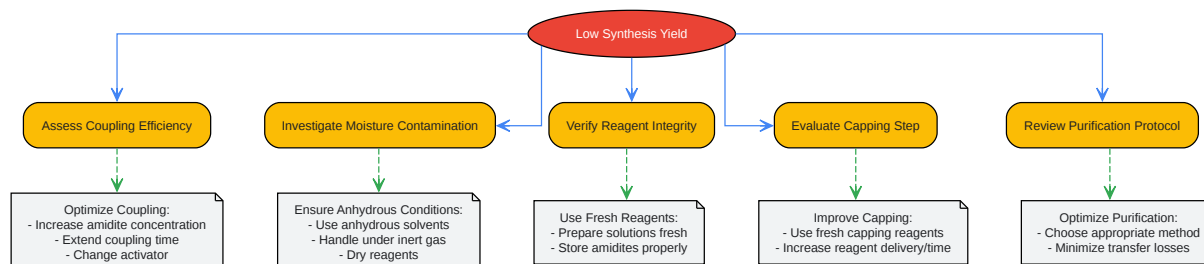 Low Synthesis Yield
Assess Coupling Efficiency
Investigate Moisture Contamination
Verify Reagent Integrity
Evaluate Capping Step
Review Purification Protocol
Optimize Coupling:
- Increase amidite concentration
- Extend coupling time
- Change activator
Ensure Anhydrous Conditions:
- Use anhydrous solvents
- Handle under inert gas
- Dry reagents
Use Fresh Reagents:
- Prepare solutions fresh
- Store amidites properly
Improve Capping:
- Use fresh capping reagents
- Increase reagent delivery/time
Optimize Purification:
- Choose appropriate method
- Minimize transfer losses